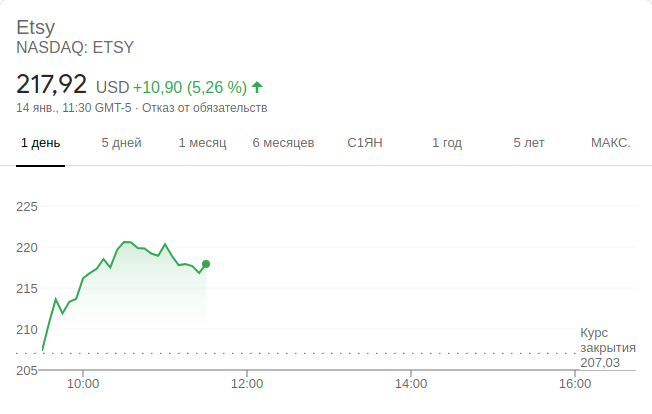 Etsy
NASDAQ: ETSY
217,92 USD +10,90 (5,26 %)
14 янв., 11:30 GMT-5 · Отказ от обязательств
1 день 5 дней 1 месяц 6 месяцев С1ЯН 1 год 5 лет МАКС.
225
220
215
210
205
Курс
закрытия
207,03
10:00 12:00 14:00 16:00